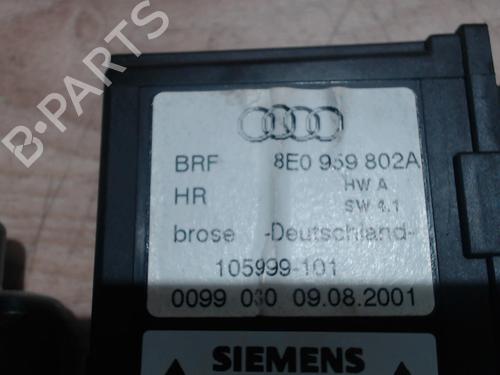 B-PARTS
BRF 8E0 959 802A
HR HW A
SW 4.1
brose -Deutschland-
105999-101
0099 030 09.08.2001
SIEMENS